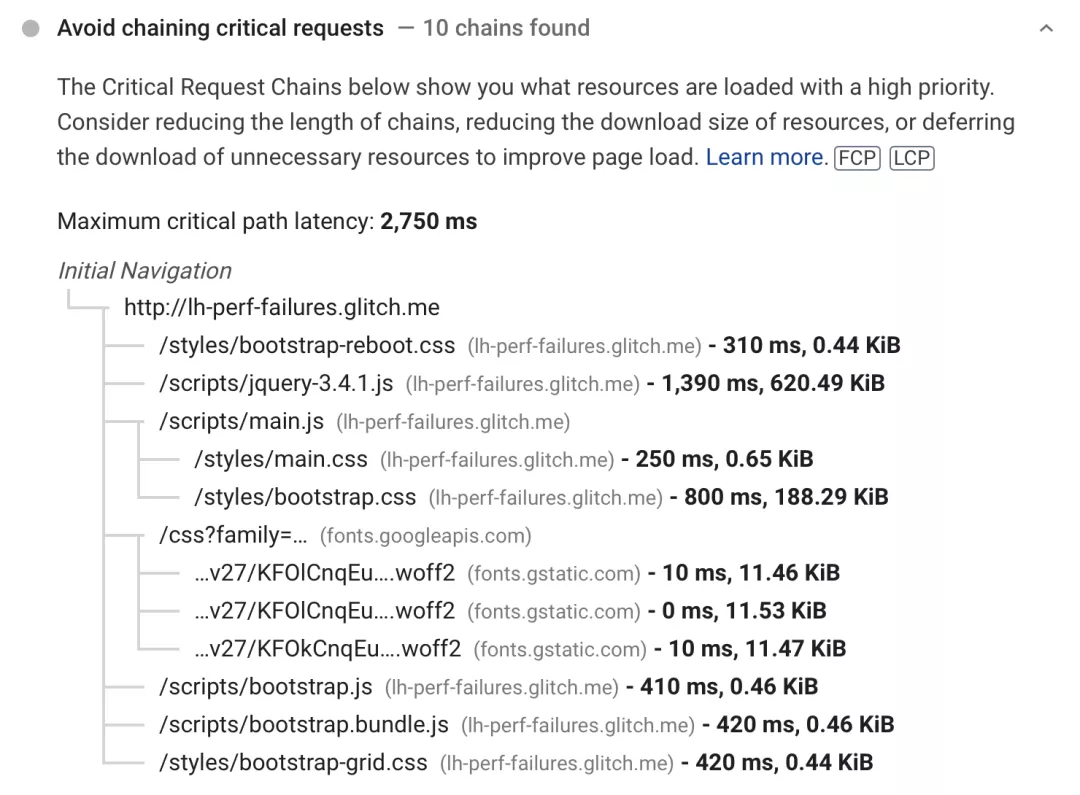 Avoid chaining critical requests — 10 chains found
The Critical Request Chains below show you what resources are loaded with a high priority.
Consider reducing the length of chains, reducing the download size of resources, or deferring
the download of unnecessary resources to improve page load. Learn more. FCP LCP
Maximum critical path latency: 2,750 ms
Initial Navigation
http://lh-perf-failures.glitch.me
/styles/bootstrap-reboot.css (lh-perf-failures.glitch.me) - 310 ms, 0.44 KiB
/scripts/jquery-3.4.1.js (lh-perf-failures.glitch.me) - 1,390 ms, 620.49 KiB
/scripts/main.js (lh-perf-failures.glitch.me)
/styles/main.css (lh-perf-failures.glitch.me) - 250 ms, 0.65 KiB
/styles/bootstrap.css (lh-perf-failures.glitch.me) - 800 ms, 188.29 KiB
/css?family=… (fonts.googleapis.com)
…v27/KFOlCnqEu….woff2 (fonts.gstatic.com) - 10 ms, 11.46 KiB
…v27/KFOlCnqEu….woff2 (fonts.gstatic.com) - 0 ms, 11.53 KiB
…v27/KFOkCnqEu….woff2 (fonts.gstatic.com) - 10 ms, 11.47 KiB
/scripts/bootstrap.js (lh-perf-failures.glitch.me) - 410 ms, 0.46 KiB
/scripts/bootstrap.bundle.js (lh-perf-failures.glitch.me) - 420 ms, 0.46 KiB
/styles/bootstrap-grid.css (lh-perf-failures.glitch.me) - 420 ms, 0.44 KiB